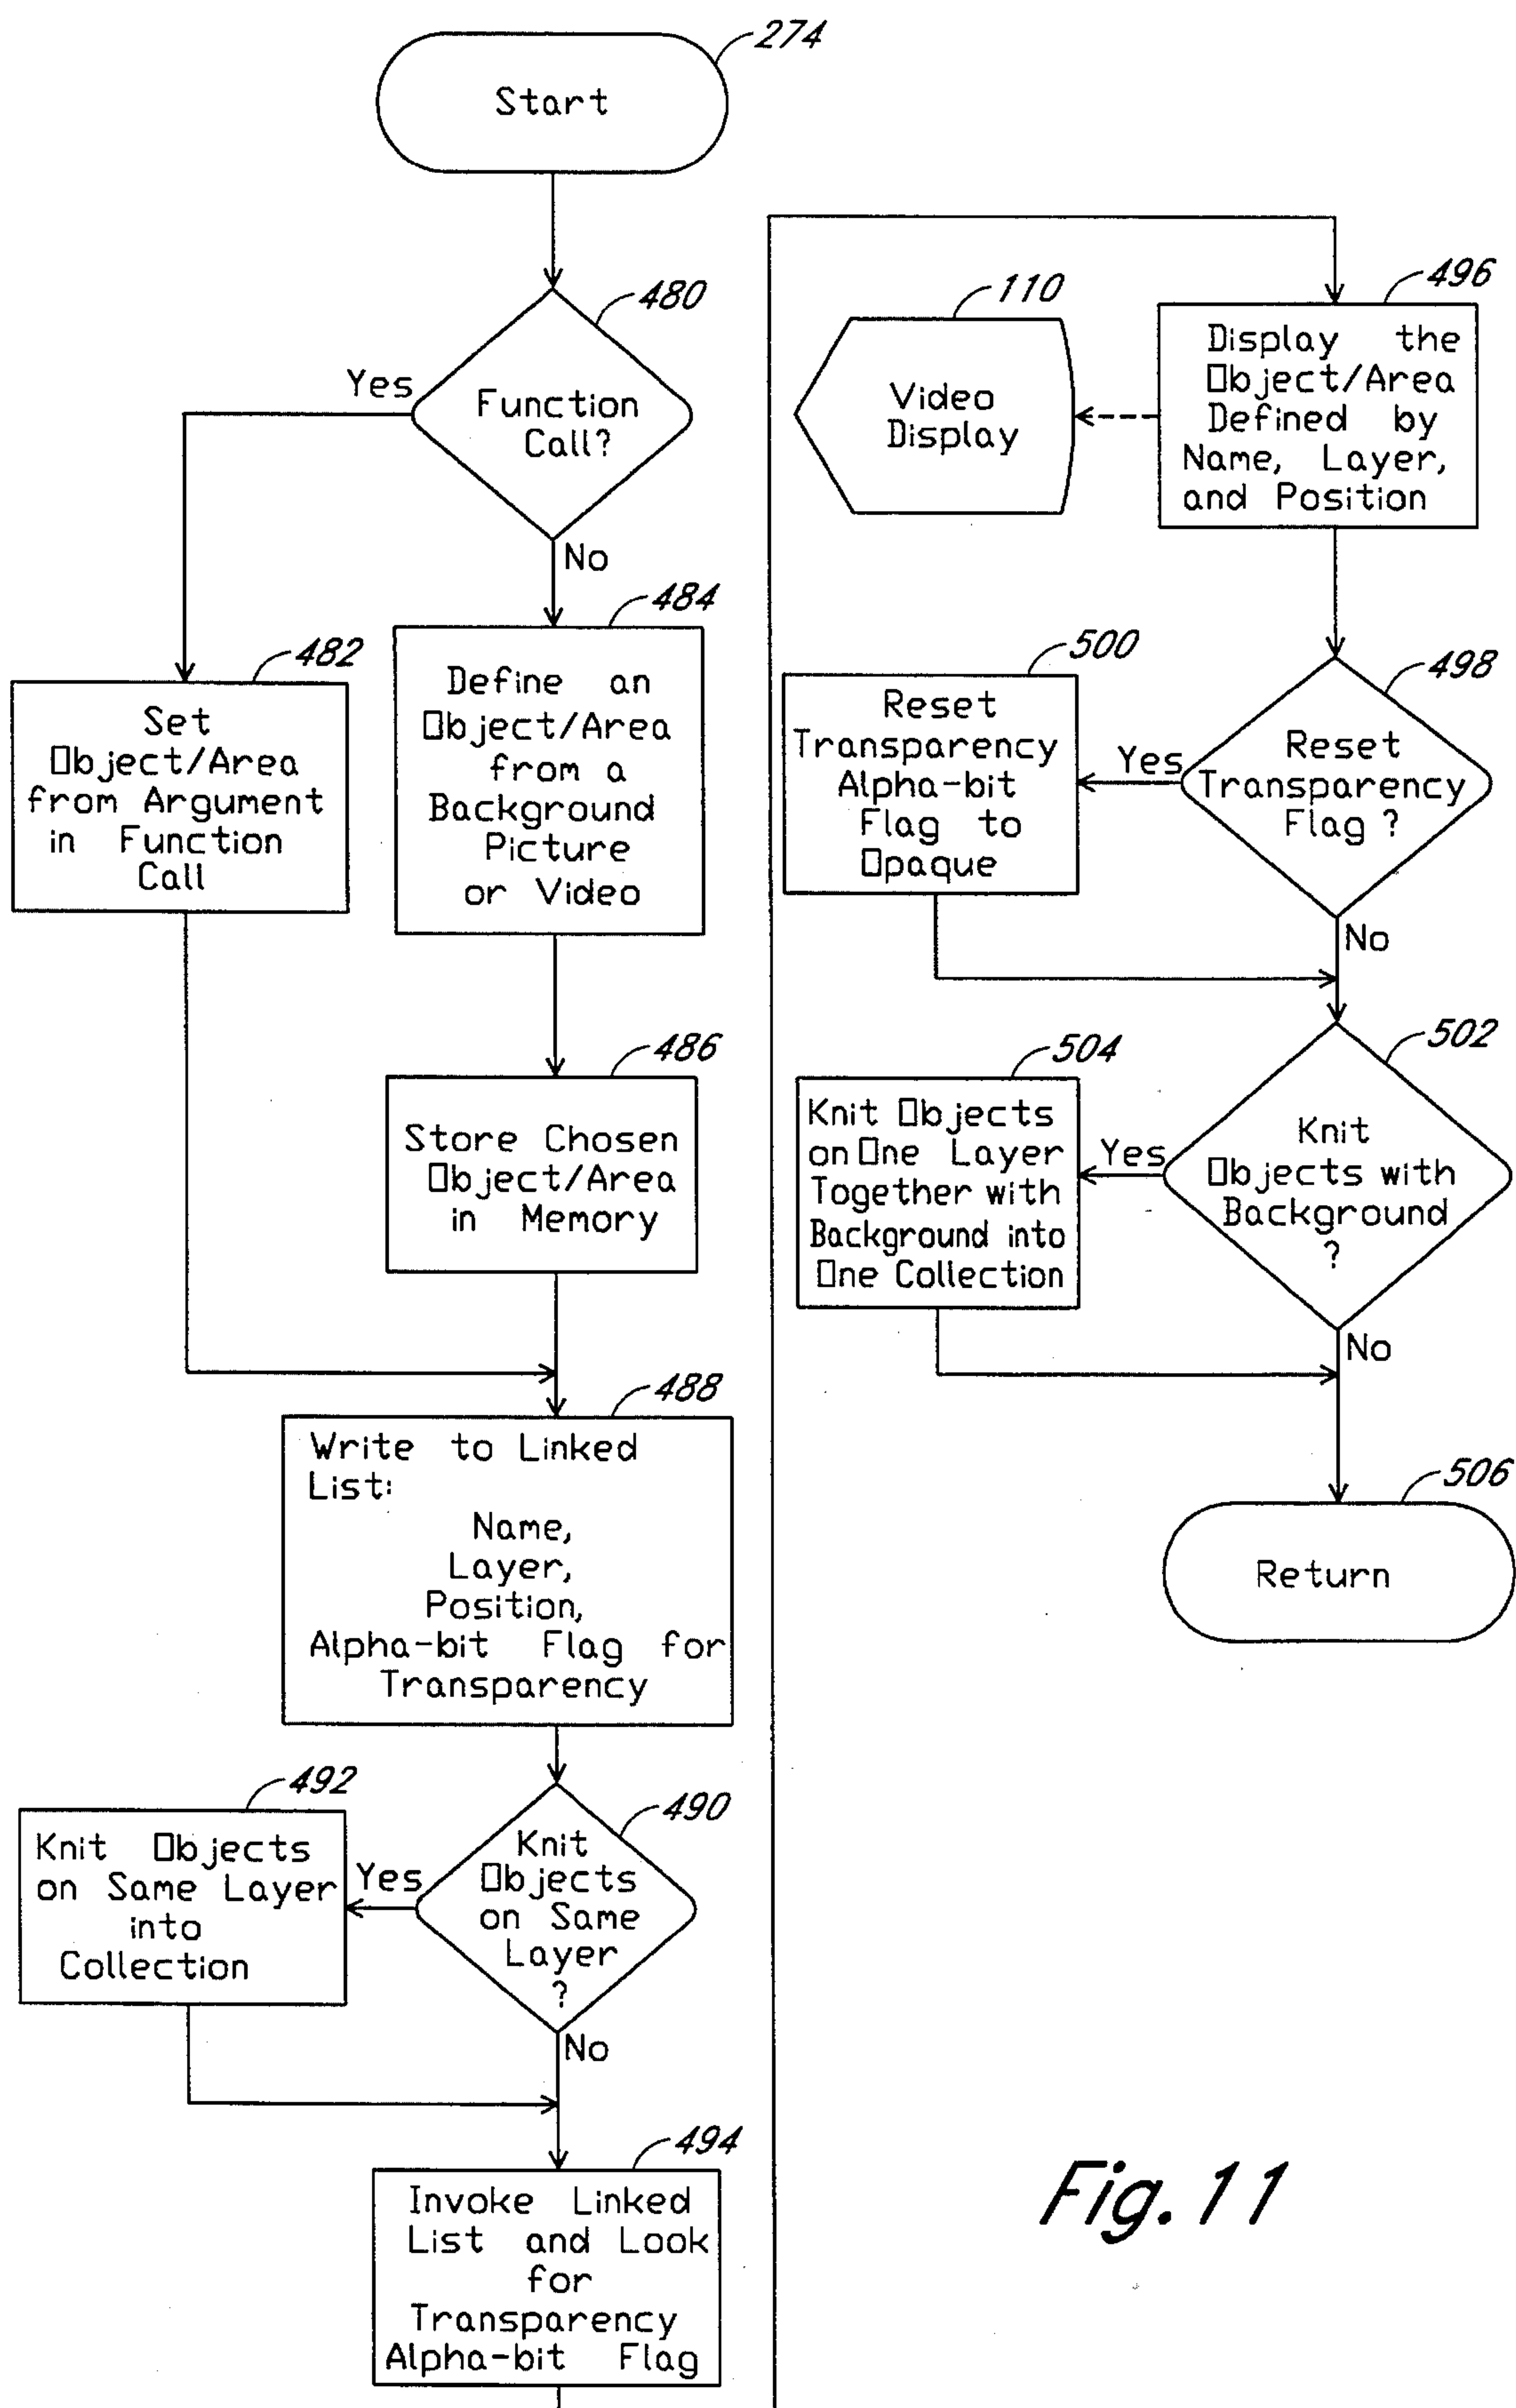 274
Start
480
Yes
Function
Call?
No
482
Set
Object/Area
from Argument
in Function
Call
484
Define an
Object/Area
from a
Background
Picture
or Video
486
Store Chosen
Object/Area
in Memory
488
Write to Linked
List:
Name,
Layer,
Position,
Alpha-bit Flag for
Transparency
490
Knit
Objects
on Same
Layer
?
Yes
No
492
Knit Objects
on Same Layer
into
Collection
494
Invoke Linked
List and Look
for
Transparency
Alpha-bit Flag
496
Display the
Object/Area
Defined by
Name, Layer,
and Position
110
Video
Display
498
Reset
Transparency
Flag ?
Yes
No
500
Reset
Transparency
Alpha-bit
Flag to
Opaque
502
Knit
Objects with
Background
?
Yes
No
504
Knit Objects
on One Layer
Together with
Background into
One Collection
506
Return
Fig. 11